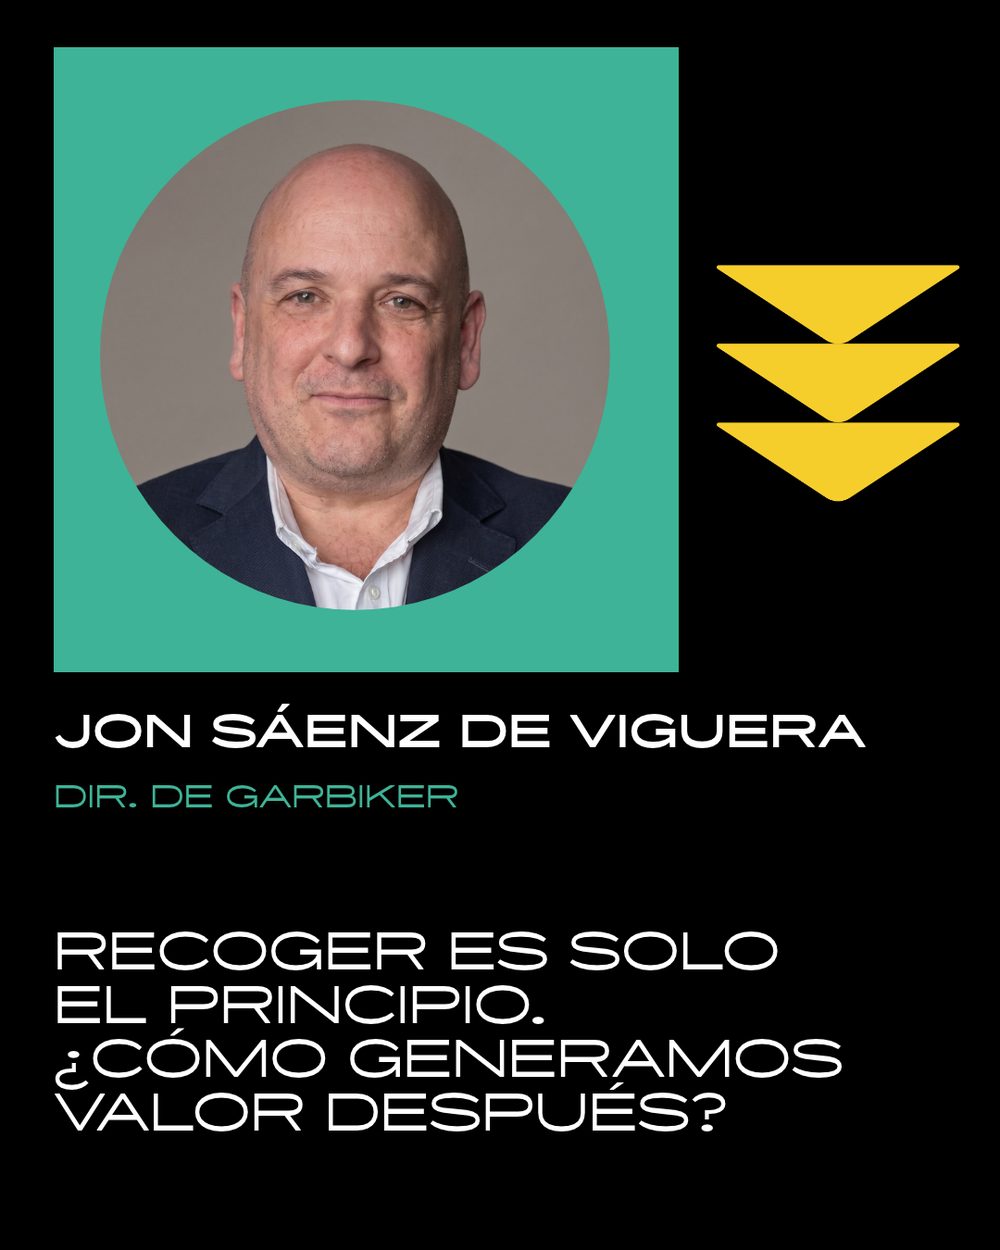 JON SÁENZ DE VIGUERA
DIR. DE GARBIKER
RECOGER ES SOLO
EL PRINCIPIO.
¿CÓMO GENERAMOS
VALOR DESPUÉS?